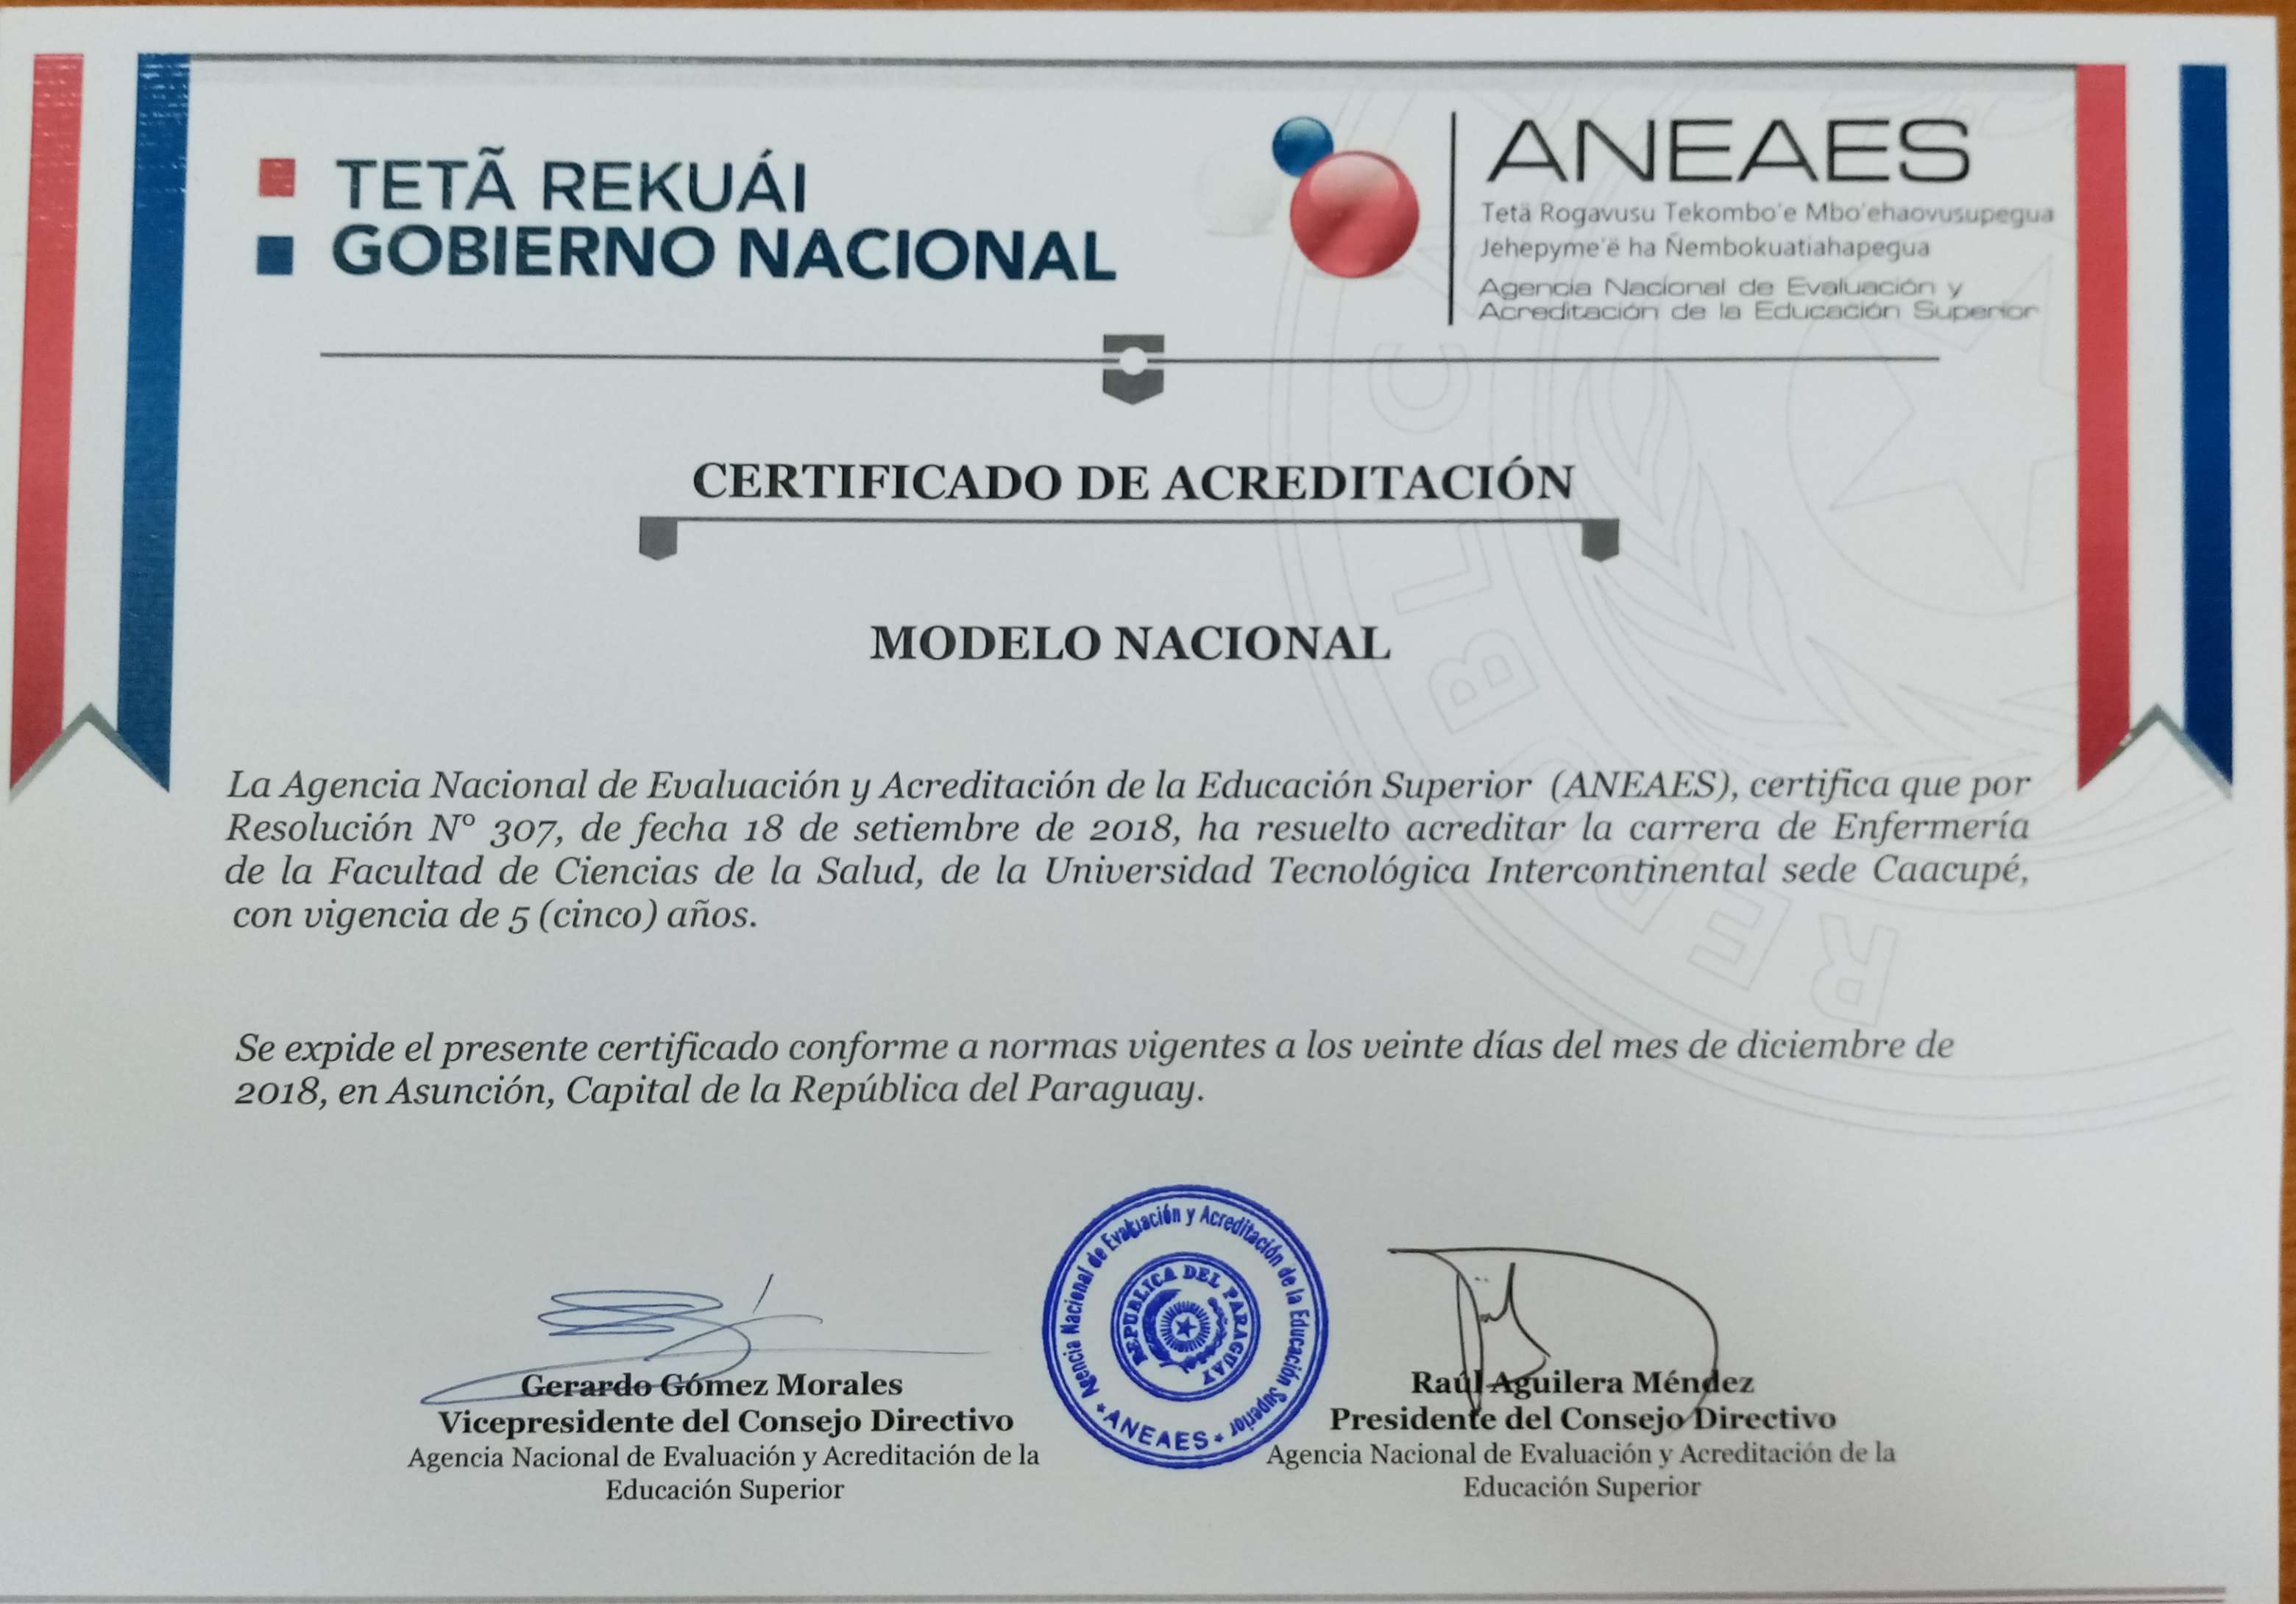 TETÃ REKUÁI
GOBIERNO NACIONAL
ANEAES
Tetã Rogavusu Tekombo'e Mbo'ehaovusupegua
Jehepyme'ẽ ha Ñembokuatiahapegua
Agencia Nacional de Evaluación y
Acreditación de la Educación Superior
CERTIFICADO DE ACREDITACIÓN
MODELO NACIONAL
La Agencia Nacional de Evaluación y Acreditación de la Educación Superior (ANEAES), certifica que por
Resolución N° 307, de fecha 18 de setiembre de 2018, ha resuelto acreditar la carrera de Enfermería
de la Facultad de Ciencias de la Salud, de la Universidad Tecnológica Intercontinental sede Caacupé,
con vigencia de 5 (cinco) años.
Se expide el presente certificado conforme a normas vigentes a los veinte días del mes de diciembre de
2018, en Asunción, Capital de la República del Paraguay.
Gerardo Gómez Morales
Vicepresidente del Consejo Directivo
Agencia Nacional de Evaluación y Acreditación de la
Educación Superior
Agencia Nacional de Evaluación y Acreditación de la Educación Superior
REPUBLICA DEL PARAGUAY
* ANEAES *
Raúl Aguilera Méndez
Presidente del Consejo Directivo
Agencia Nacional de Evaluación y Acreditación de la
Educación Superior